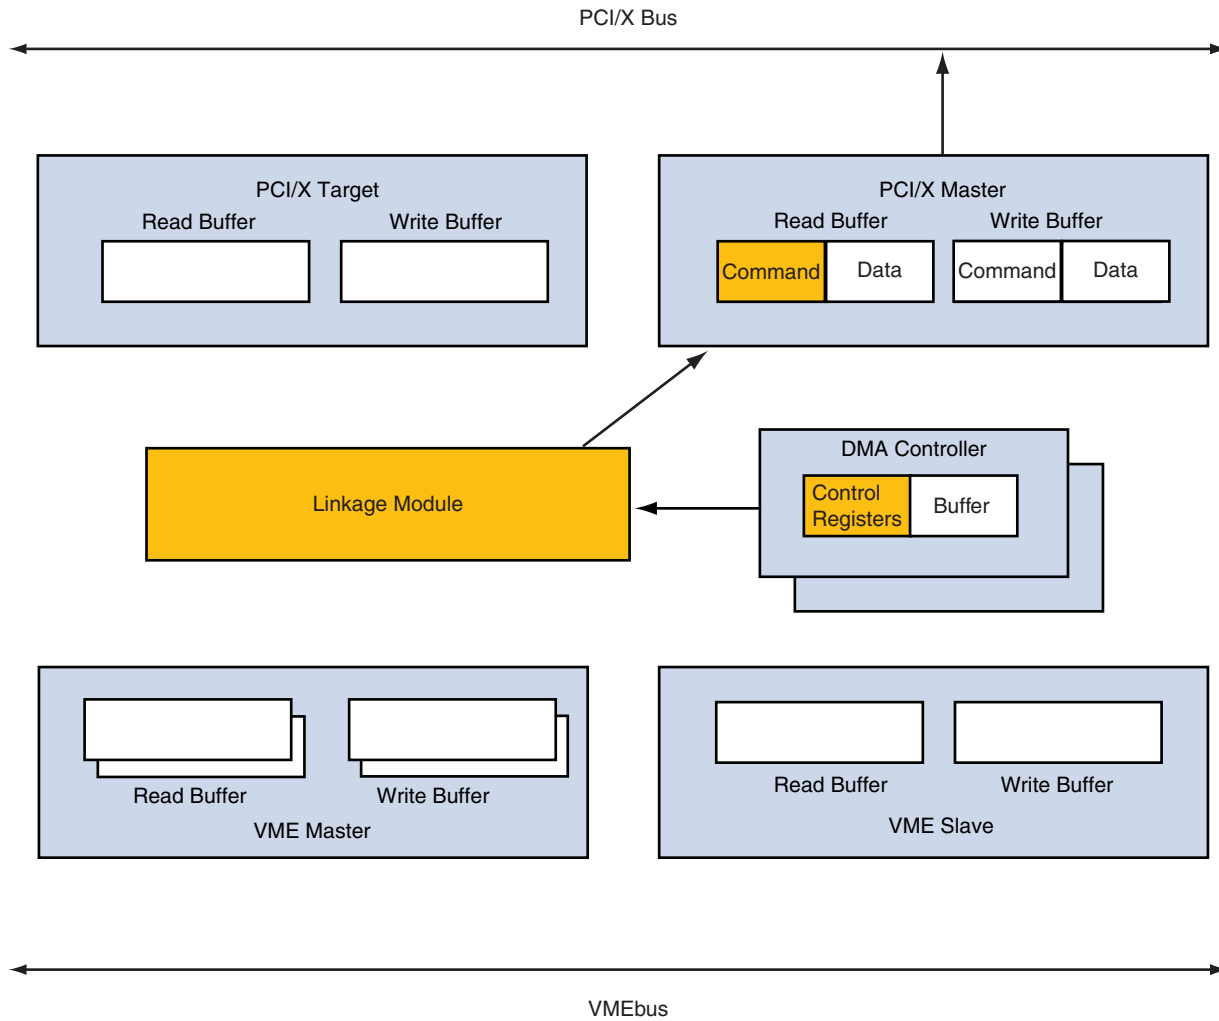 PCI/X Bus
PCI/X Target
Read Buffer
Write Buffer
PCI/X Master
Read Buffer
Write Buffer
Command
Data
Command
Data
Linkage Module
DMA Controller
Control
Registers
Buffer
Read Buffer
Write Buffer
VME Master
Read Buffer
Write Buffer
VME Slave
VMEbus